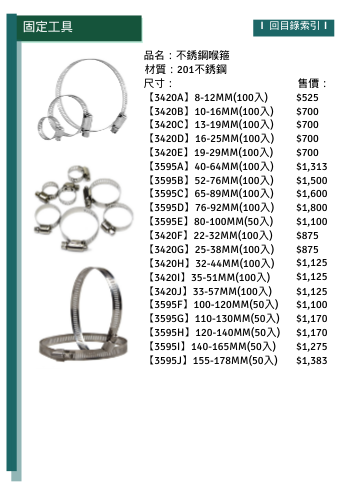 固定工具
I 回目錄索引 I
品名：不銹鋼喉箍
材質：201不銹鋼
尺寸： 售價：
【3420A】8-12MM(100入) $525
【3420B】10-16MM(100入) $700
【3420C】13-19MM(100入) $700
【3420D】16-25MM(100入) $700
【3420E】19-29MM(100入) $700
【3595A】40-64MM(100入) $1,313
【3595B】52-76MM(100入) $1,500
【3595C】65-89MM(100入) $1,600
【3595D】76-92MM(100入) $1,800
【3595E】80-100MM(50入) $1,100
【3420F】22-32MM(100入) $875
【3420G】25-38MM(100入) $875
【3420H】32-44MM(100入) $1,125
【3420I】35-51MM(100入) $1,125
【3420J】33-57MM(100入) $1,125
【3595F】100-120MM(50入) $1,100
【3595G】110-130MM(50入) $1,170
【3595H】120-140MM(50入) $1,170
【3595I】140-165MM(50入) $1,275
【3595J】155-178MM(50入) $1,383